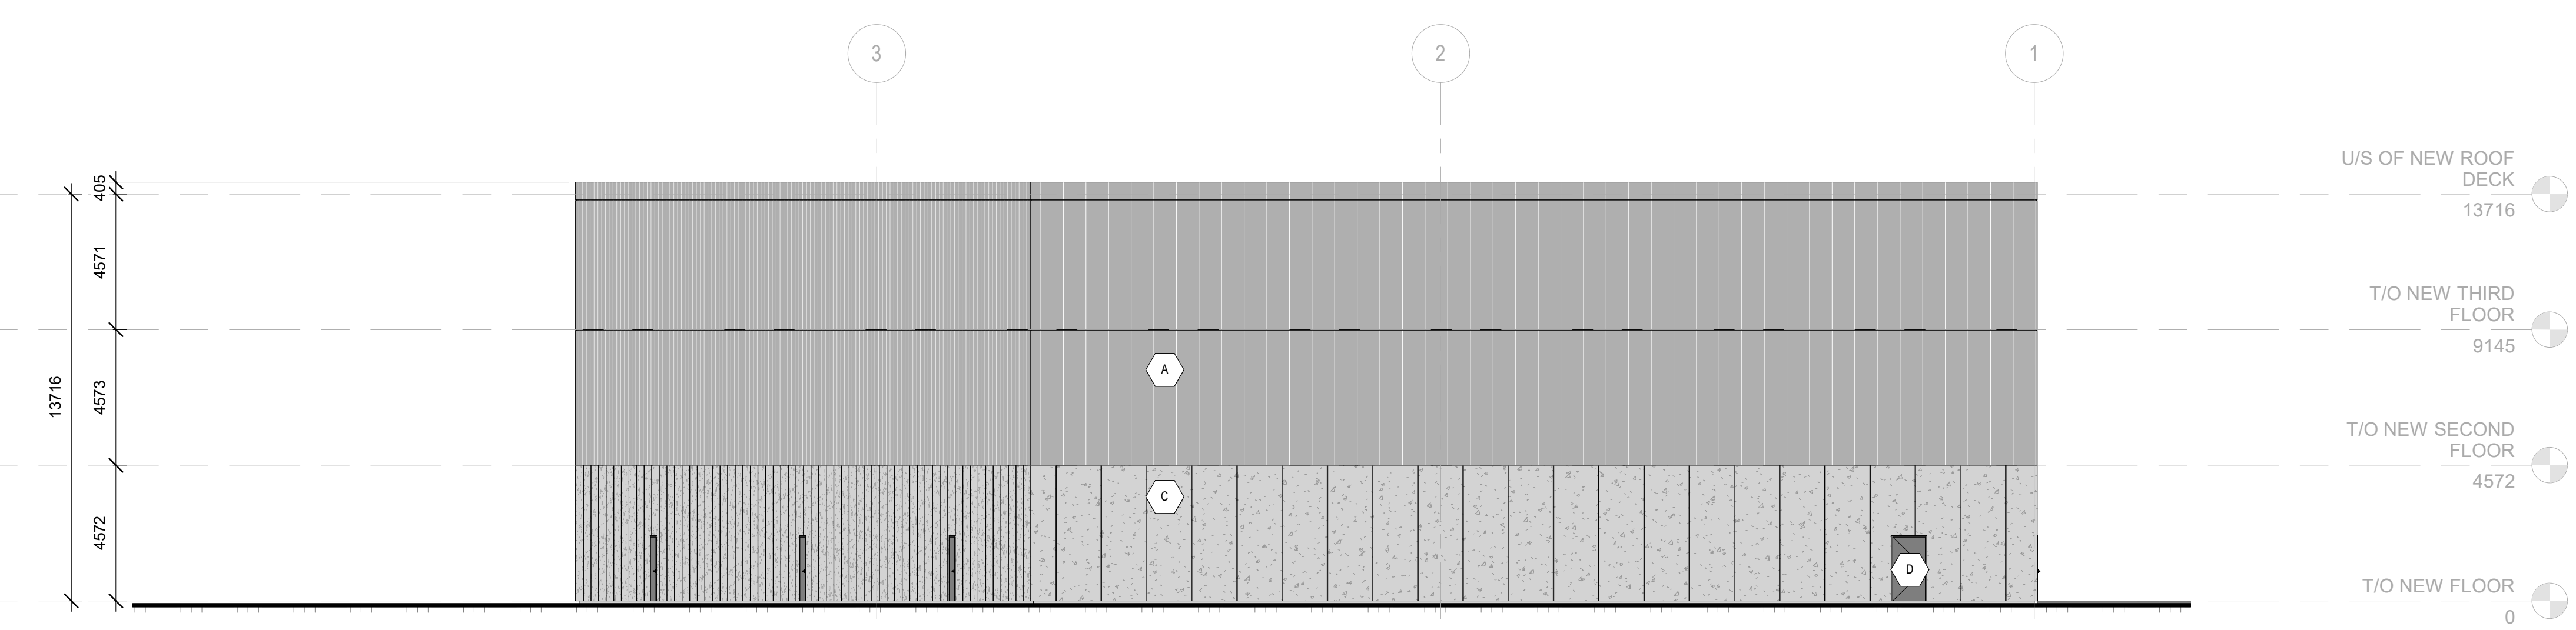 3
2
1
U/S OF NEW ROOF
DECK
13716
405
4571
T/O NEW THIRD
FLOOR
9145
A
13716
4573
T/O NEW SECOND
FLOOR
4572
C
4572
D
T/O NEW FLOOR
0